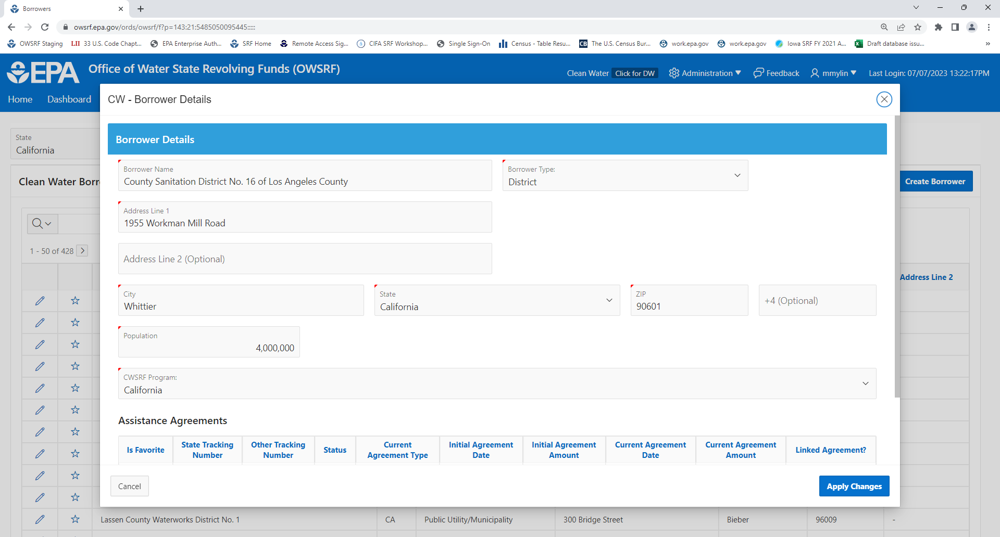 Borrowers
owsrf.epa.gov/ords/owsrf/f?p=143:21:5485050095445:::::
OWSRF Staging
LII 33 U.S. Code Chapt...
EPA Enterprise Auth...
SRF Home
Remote Access Sig...
CIFA SRF Workshop...
Single Sign-On
Census - Table Resu...
CB The U.S. Census Bur...
work.epa.gov
work.epa.gov
Iowa SRF FY 2021 A...
Draft database issu...
»
EPA
Office of Water State Revolving Funds (OWSRF)
Clean Water Click for DW
Administration
Feedback
mmylin
Last Login: 07/07/2023 13:22:17PM
Home
Dashboard
CW - Borrower Details
State
California
Borrower Details
Borrower Name
County Sanitation District No. 16 of Los Angeles County
Borrower Type:
District
Clean Water Borr
Create Borrower
Address Line 1
1955 Workman Mill Road
1 - 50 of 428
Address Line 2 (Optional)
Address Line 2
City
Whittier
State
California
ZIP
90601
+4 (Optional)
Population
4,000,000
CWSRF Program:
California
Assistance Agreements
Is Favorite
State Tracking
Number
Other Tracking
Number
Status
Current
Agreement Type
Initial Agreement
Date
Initial Agreement
Amount
Current Agreement
Date
Current Agreement
Amount
Linked Agreement?
Cancel
Apply Changes
Lassen County Waterworks District No. 1
CA
Public Utility/Municipality
300 Bridge Street
Bieber
96009
-